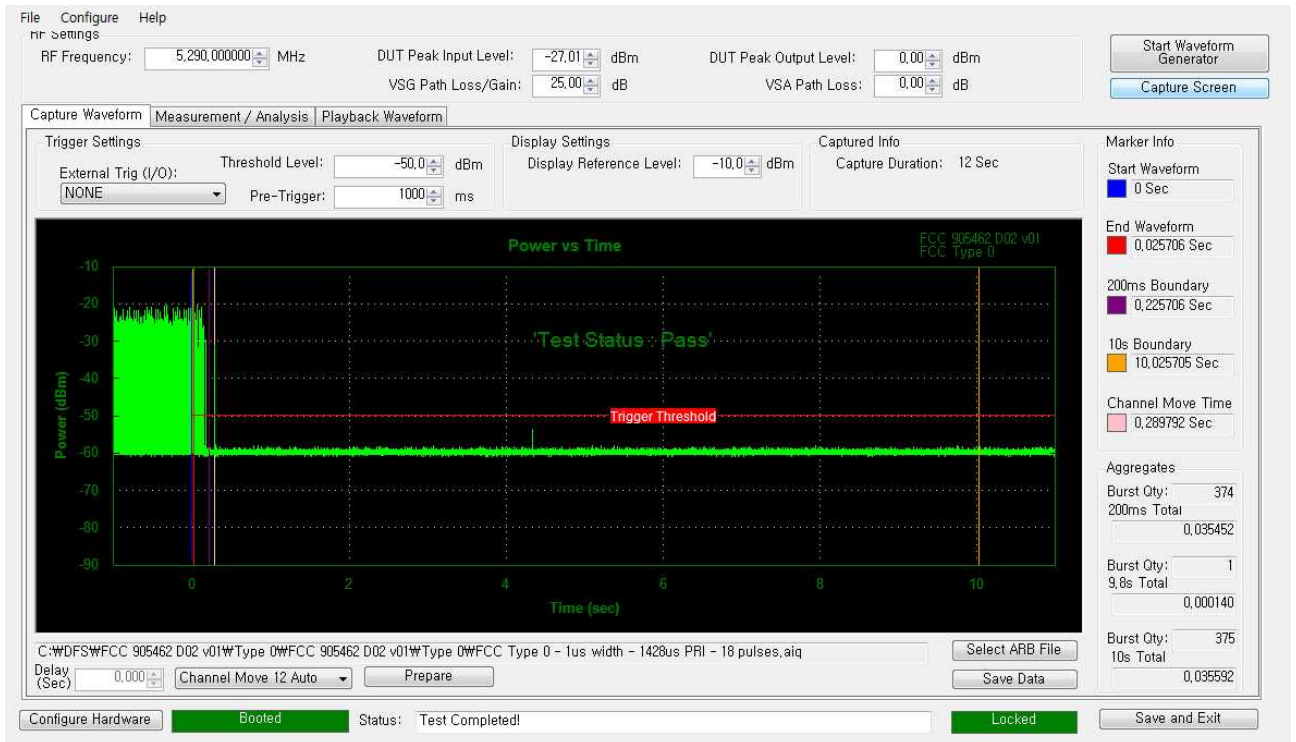 File Configure Help
RF Settings
RF Frequency: 5,290,000000 MHz DUT Peak Input Level: -27,01 dBm DUT Peak Output Level: 0,00 dBm
VSG Path Loss/Gain: 25,00 dB VSA Path Loss: 0,00 dB
Start Waveform
Generator
Capture Screen
Capture Waveform Measurement / Analysis Playback Waveform
Trigger Settings
External Trig (I/O):
NONE
Threshold Level: -50,0 dBm
Pre-Trigger: 1000 ms
Display Settings
Display Reference Level: -10,0 dBm
Captured Info
Capture Duration: 12 Sec
Power vs Time
FCC 905462 D02 v01
FCC Type 0
'Test Status : Pass'
Trigger Threshold
Power (dBm)
-10
-20
-30
-40
-50
-60
-70
-80
-90
0 2 4 6 8 10
Time (sec)
Marker Info
Start Waveform
0 Sec
End Waveform
0,025706 Sec
200ms Boundary
0,225706 Sec
10s Boundary
10,025705 Sec
Channel Move Time
0,289792 Sec
Aggregates
Burst Qty: 374
200ms Total
0,035452
Burst Qty: 1
9,8s Total
0,000140
Burst Qty: 375
10s Total
0,035592
C:₩DFS₩FCC 905462 D02 v01₩Type 0₩FCC 905462 D02 v01₩Type 0₩FCC Type 0 - 1us width - 1428us PRI - 18 pulses,aiq
Select ARB File
Delay
(Sec) 0,000 Channel Move 12 Auto Prepare Save Data
Configure Hardware Booted Status: Test Completed! Locked Save and Exit